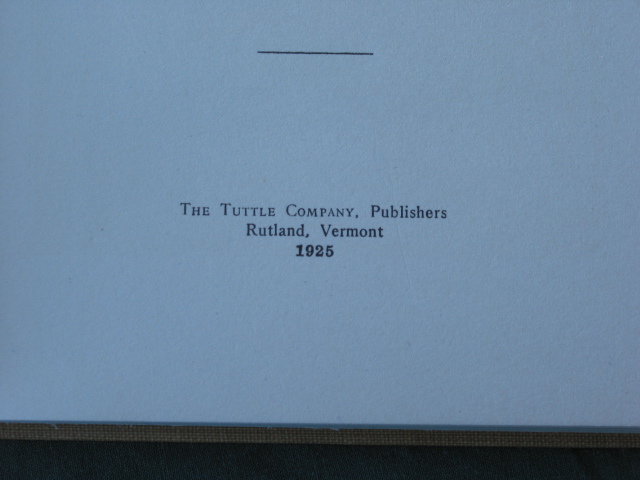 The Tuttle Company, Publishers
Rutland, Vermont
1925